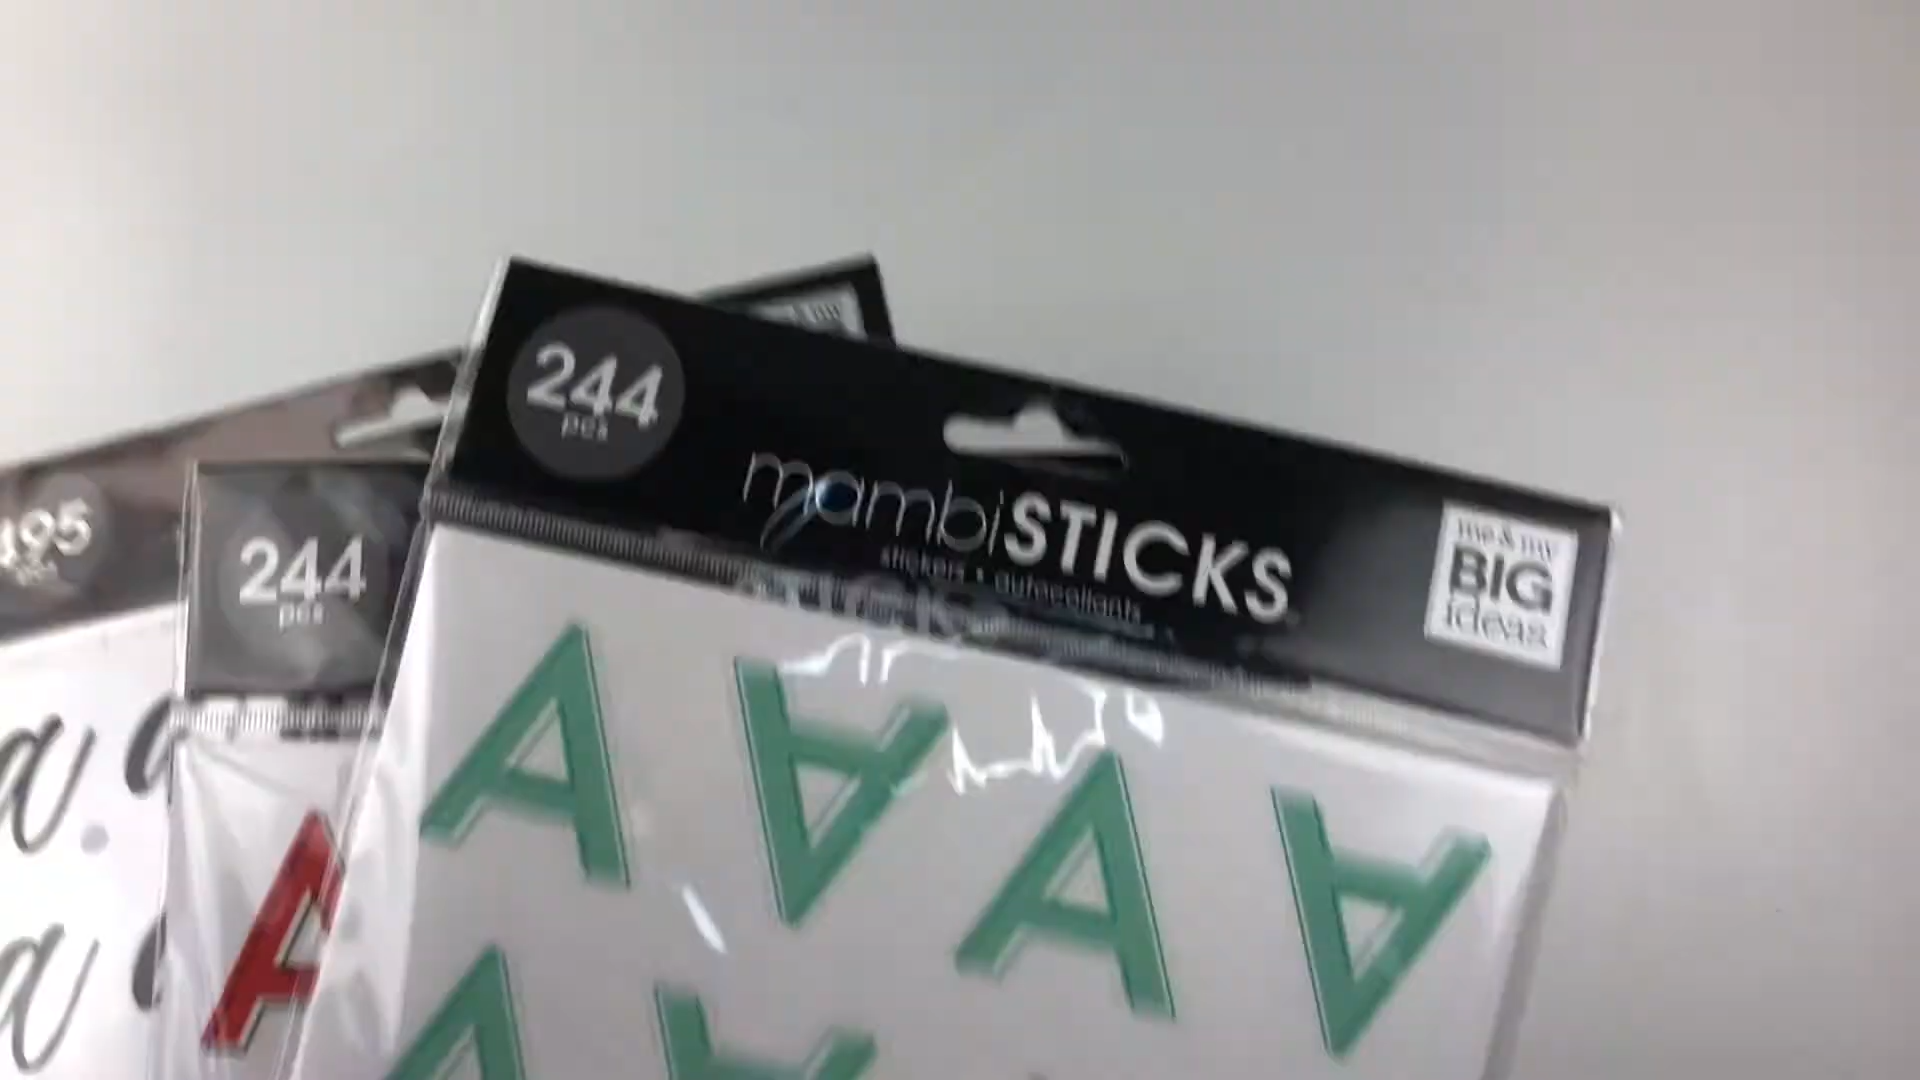 244
pcs
mambiSTICKS
stickers • autocollants
me & my
BIG
ideas
495
244
pcs
A A A A
A A
A
a a
a